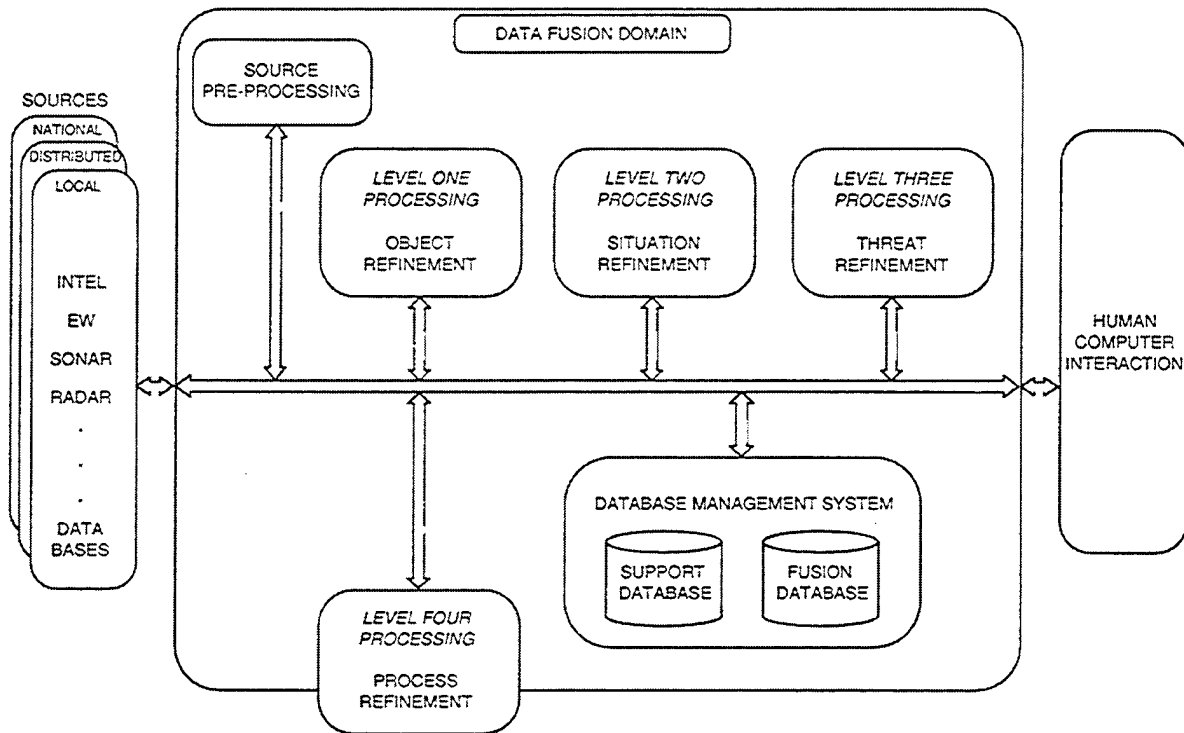 DATA FUSION DOMAIN
SOURCE
PRE-PROCESSING
SOURCES
NATIONAL
DISTRIBUTED
LOCAL
INTEL
EW
SONAR
RADAR
.
.
.
DATA
BASES
LEVEL ONE
PROCESSING
OBJECT
REFINEMENT
LEVEL TWO
PROCESSING
SITUATION
REFINEMENT
LEVEL THREE
PROCESSING
THREAT
REFINEMENT
HUMAN
COMPUTER
INTERACTION
DATABASE MANAGEMENT SYSTEM
SUPPORT
DATABASE
FUSION
DATABASE
LEVEL FOUR
PROCESSING
PROCESS
REFINEMENT